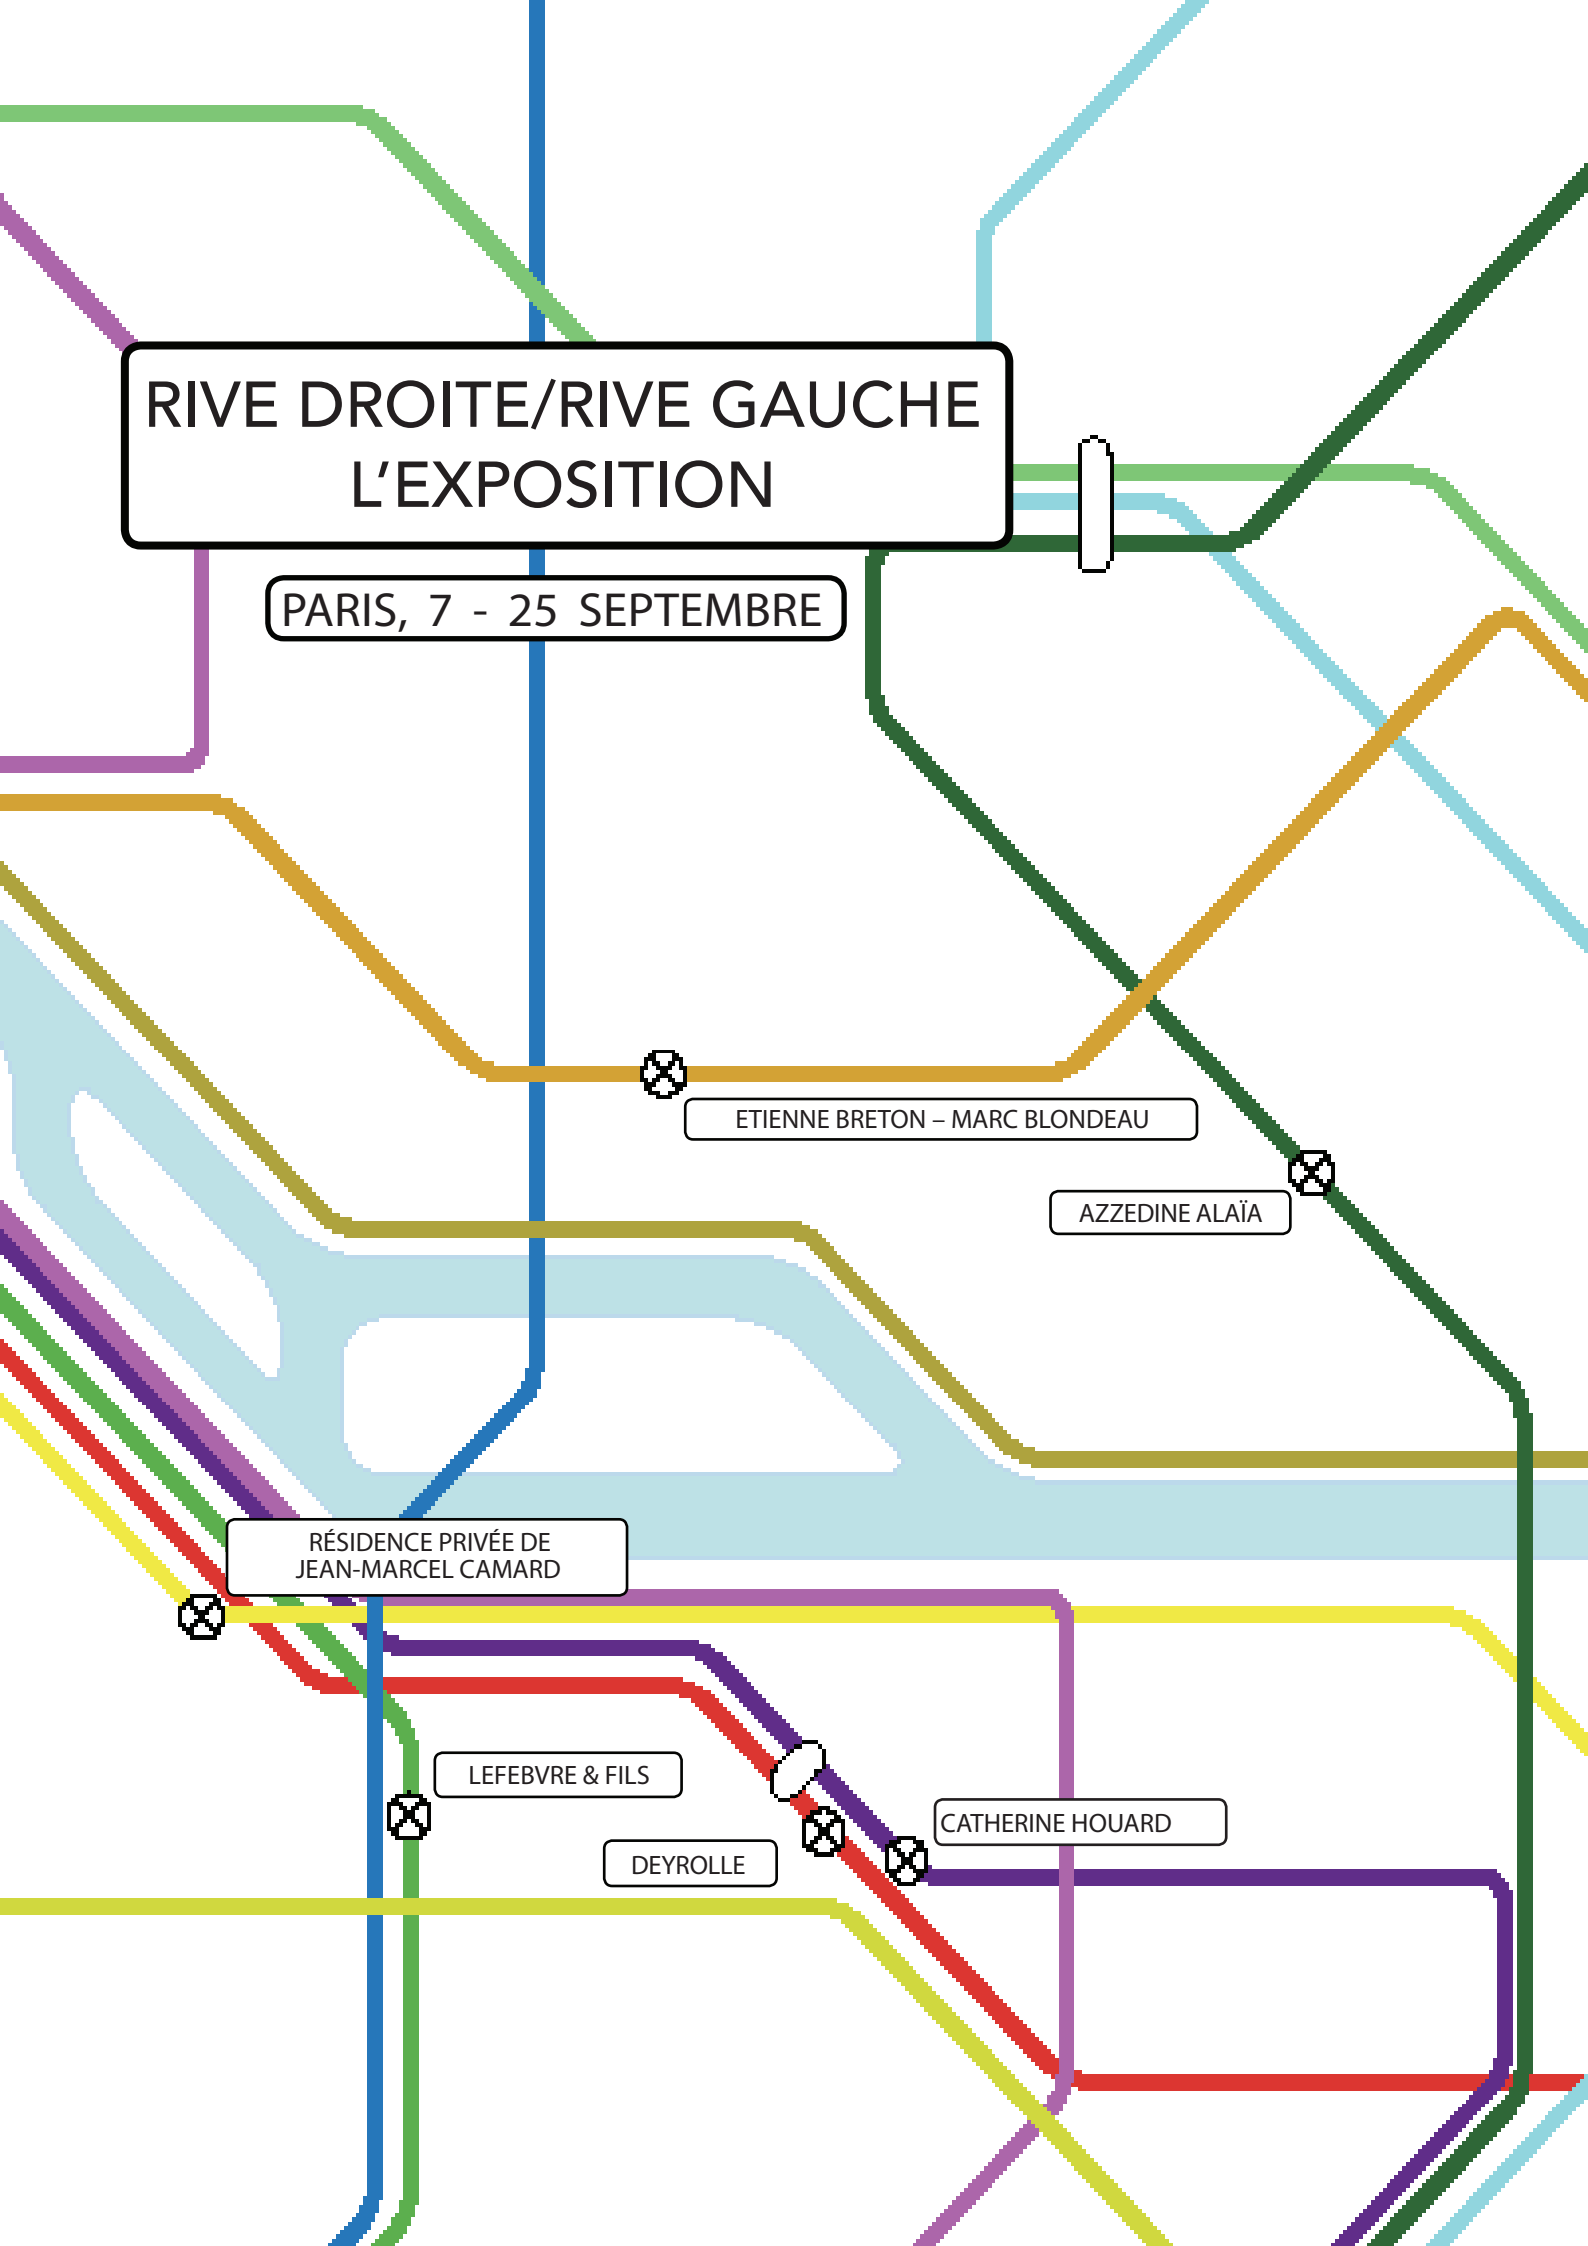 RIVE DROITE/RIVE GAUCHE
L'EXPOSITION
PARIS, 7 - 25 SEPTEMBRE
ETIENNE BRETON – MARC BLONDEAU
AZZEDINE ALAÏA
RÉSIDENCE PRIVÉE DE
JEAN-MARCEL CAMARD
LEFEBVRE & FILS
CATHERINE HOUARD
DEYROLLE